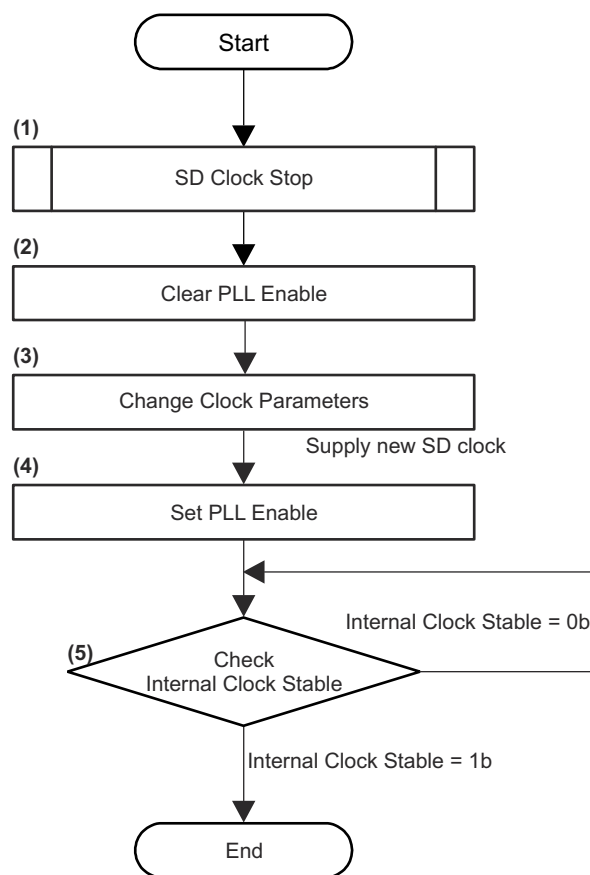 Start
(1)
SD Clock Stop
(2)
Clear PLL Enable
(3)
Change Clock Parameters
Supply new SD clock
(4)
Set PLL Enable
Internal Clock Stable = 0b
(5)
Check
Internal Clock Stable
Internal Clock Stable = 1b
End